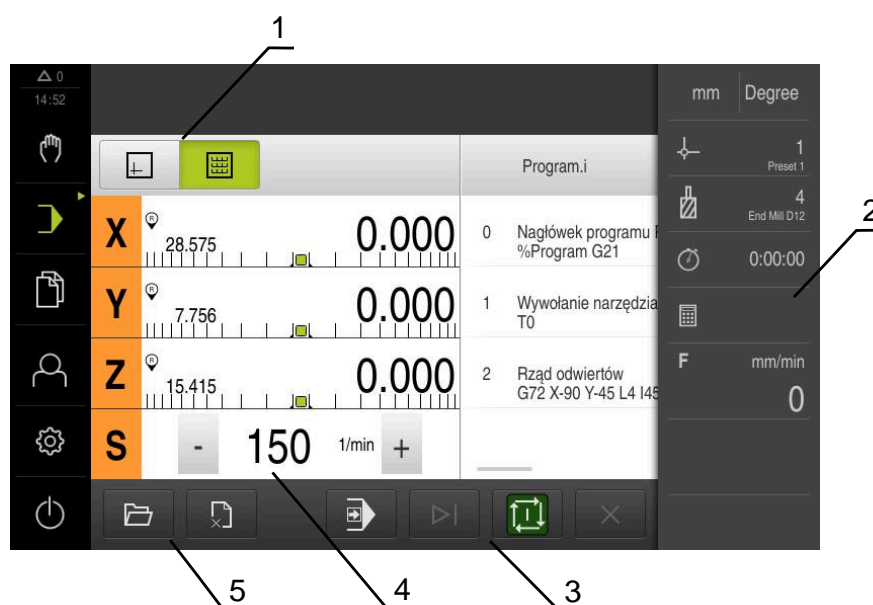 1
0
14:52
mm Degree
1
Preset 1
Program.i
4
End Mill D12
2
X R 28.575 0.000
0 Nagłówek programu
%Program G21
0:00:00
Y R 7.756 0.000
1 Wywołanie narzędzia
T0
Z R 15.415 0.000
2 Rząd odwiertów
G72 X-90 Y-45 L4 I45
F mm/min
0
S - 150 1/min +
5
4
3